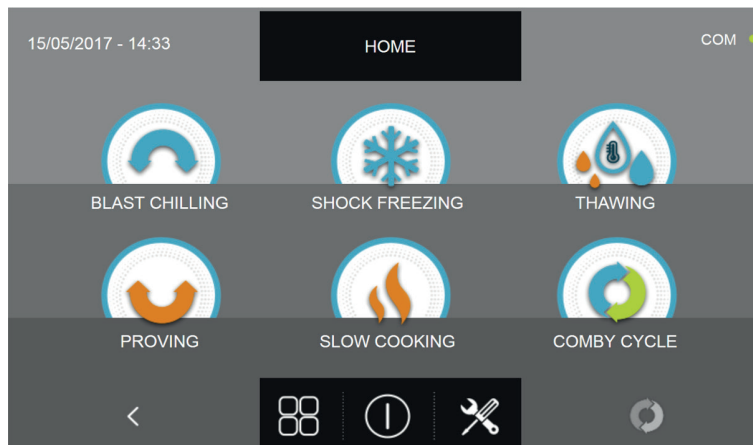 15/05/2017 - 14:33
HOME
COM
BLAST CHILLING
SHOCK FREEZING
THAWING
PROVING
SLOW COOKING
COMBY CYCLE